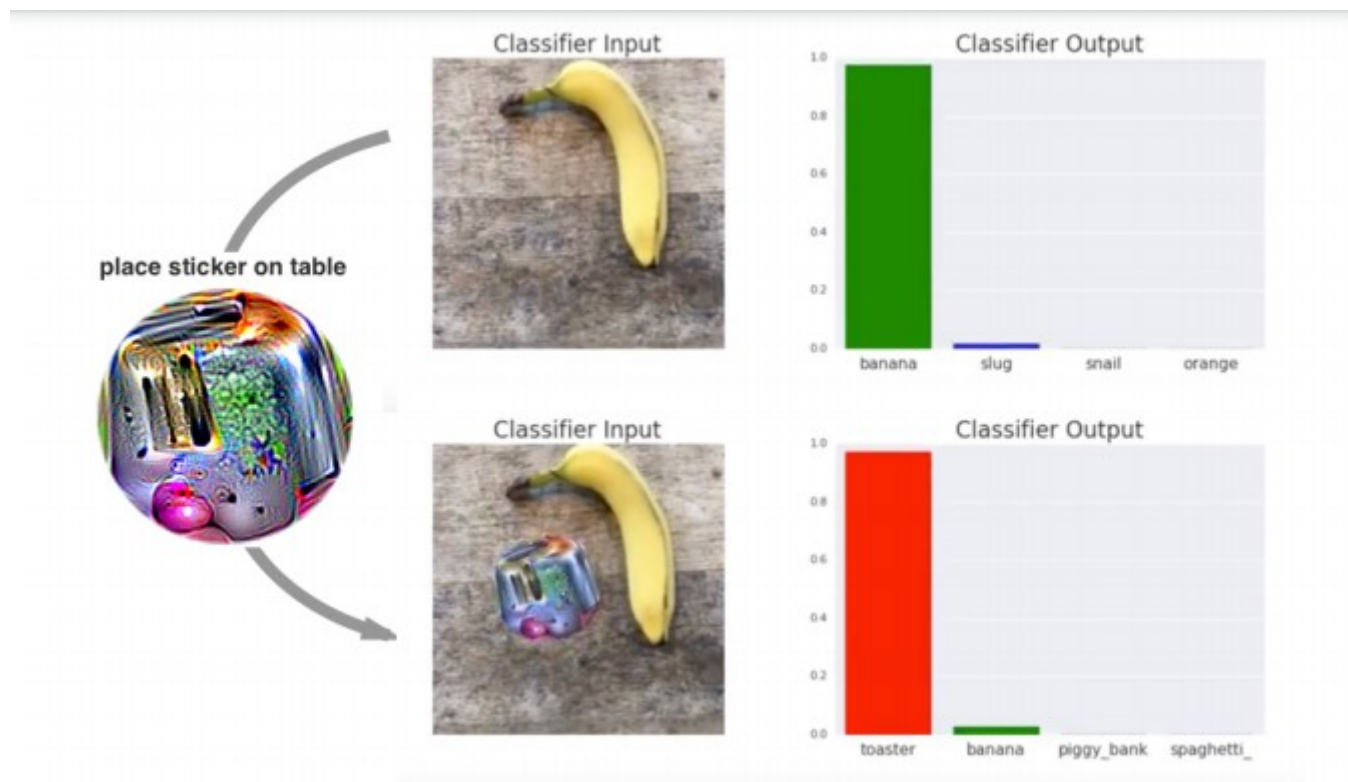 Classifier Input
Classifier Output
1.0
0.8
0.6
0.4
0.2
0.0
banana slug snail orange
place sticker on table
Classifier Input
Classifier Output
1.0
0.8
0.6
0.4
0.2
0.0
toaster banana piggy_bank spaghetti_